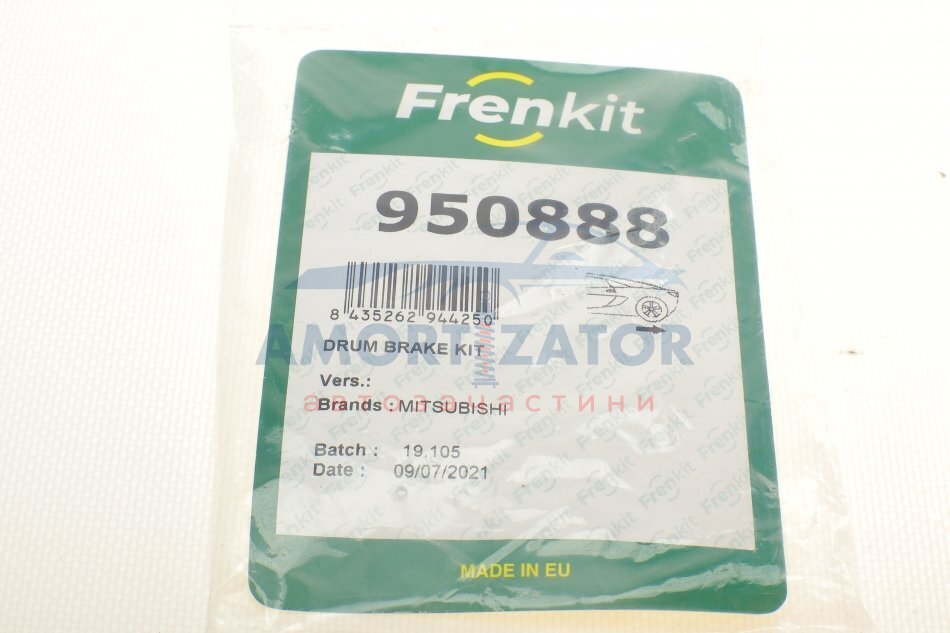 Frenkit
950888
8 435262 944250
AMORTIZATOR
DRUM BRAKE KIT
Vers.:
автозапчастини
Brands : MITSUBISHI
Batch : 19.105
Date : 09/07/2021
MADE IN EU